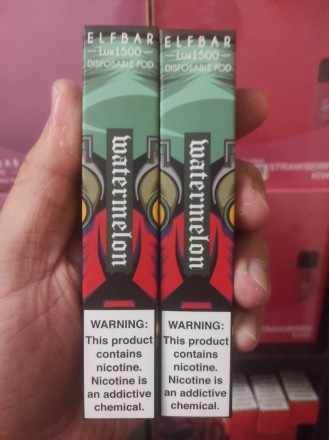 ELFBAR
Lux1500
DISPOSABLE POD
watermelon
WARNING:
This product
contains
nicotine.
Nicotine is
an addictive
chemical.
ELFBAR
Lux1500
DISPOSABLE POD
watermelon
WARNING:
This product
contains
nicotine.
Nicotine is
an addictive
chemical.
STRAWBERRY
KIWI